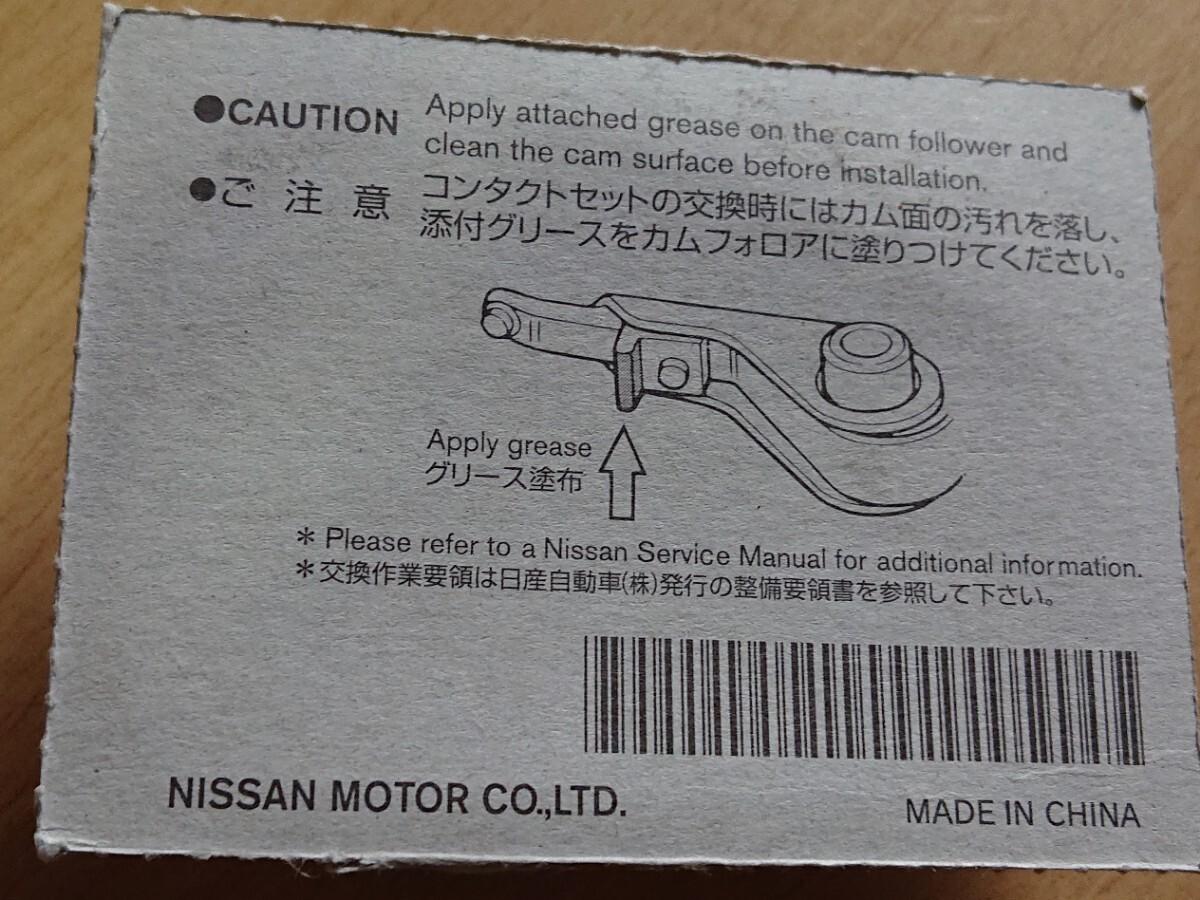 ●CAUTION Apply attached grease on the cam follower and
clean the cam surface before installation.
●ご注意 コンタクトセットの交換時にはカム面の汚れを落し、
添付グリースをカムフォロアに塗りつけてください。
Apply grease
グリース塗布
＊Please refer to a Nissan Service Manual for additional information.
＊交換作業要領は日産自動車(株)発行の整備要領書を参照して下さい。
NISSAN MOTOR CO.,LTD.
MADE IN CHINA